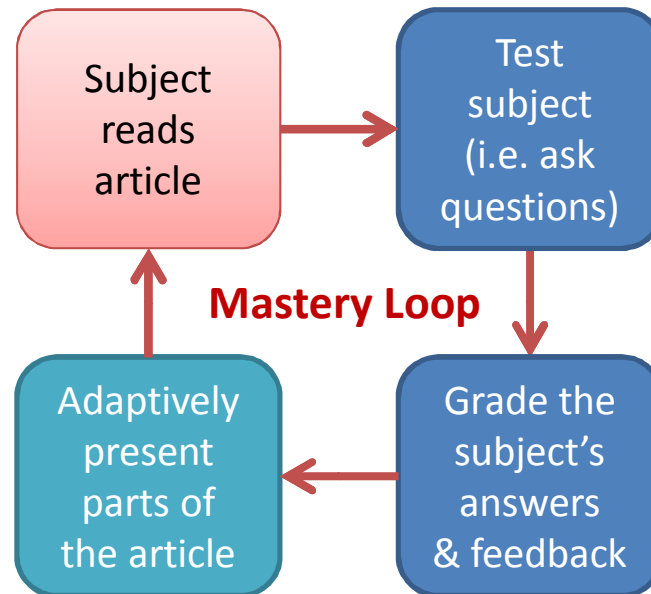 Subject
reads
article
Test
subject
(i.e. ask
questions)
Mastery Loop
Adaptively
present
parts of
the article
Grade the
subject’s
answers
& feedback